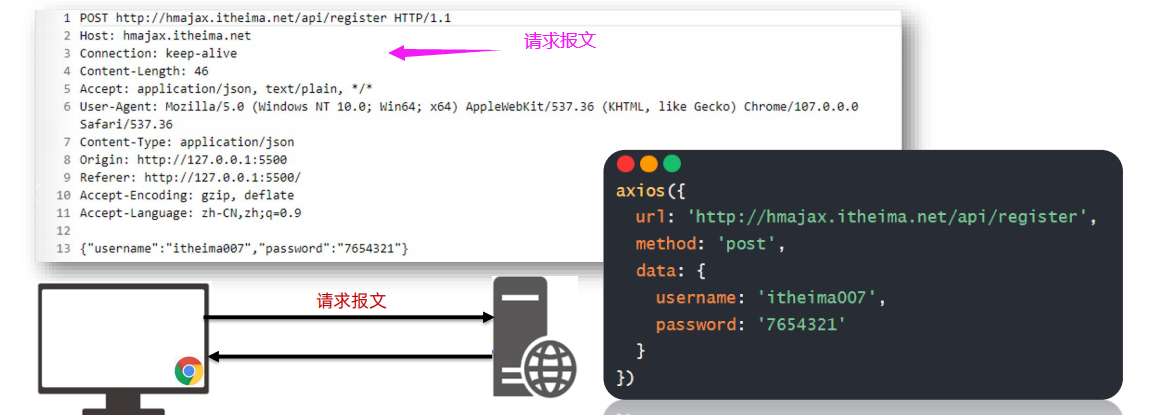 1 POST http://hmajax.itheima.net/api/register HTTP/1.1
2 Host: hmajax.itheima.net
3 Connection: keep-alive
4 Content-Length: 46
5 Accept: application/json, text/plain, */*
6 User-Agent: Mozilla/5.0 (Windows NT 10.0; Win64; x64) AppleWebKit/537.36 (KHTML, like Gecko) Chrome/107.0.0.0
Safari/537.36
7 Content-Type: application/json
8 Origin: http://127.0.0.1:5500
9 Referer: http://127.0.0.1:5500/
10 Accept-Encoding: gzip, deflate
11 Accept-Language: zh-CN,zh;q=0.9
12
13 {"username":"itheima007","password":"7654321"}
请求报文
请求报文
axios({
url: 'http://hmajax.itheima.net/api/register',
method: 'post',
data: {
username: 'itheima007',
password: '7654321'
}
})